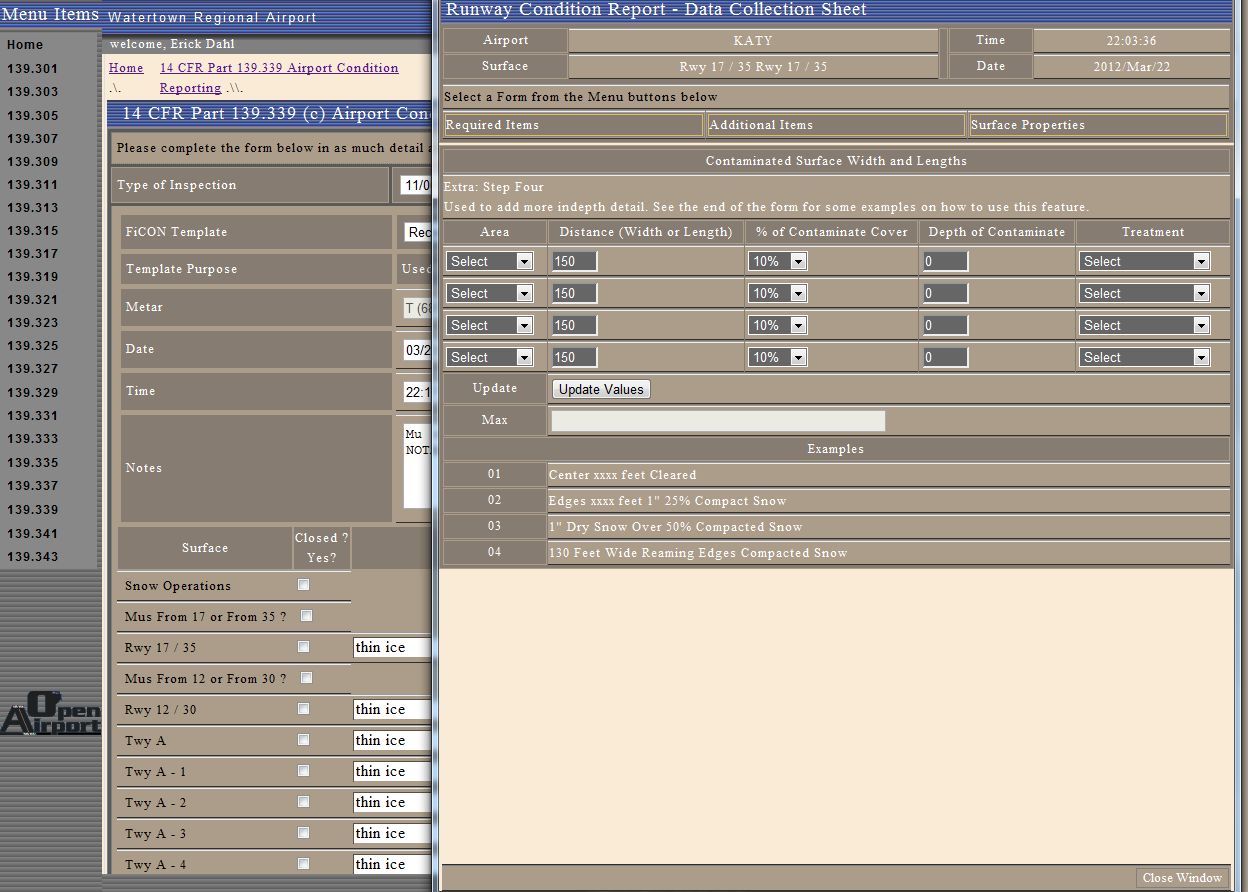 Menu Items
Home
139.301
139.303
139.305
139.307
139.309
139.311
139.313
139.315
139.317
139.319
139.321
139.323
139.325
139.327
139.329
139.331
139.333
139.335
139.337
139.339
139.341
139.343
Open
Airport
Watertown Regional Airport
welcome, Erick Dahl
Home 14 CFR Part 139.339 Airport Condition
.\. Reporting .\\.
14 CFR Part 139.339 (c) Airport Con
Please complete the form below in as much detail a
Type of Inspection 11/0
FiCON Template Rec
Template Purpose Used
Metar T (68
Date 03/2
Time 22:1
Notes
Mu
NOT.
Surface
Closed ?
Yes?
Snow Operations
Mus From 17 or From 35 ?
Rwy 17 / 35 thin ice
Mus From 12 or From 30 ?
Rwy 12 / 30 thin ice
Twy A thin ice
Twy A - 1 thin ice
Twy A - 2 thin ice
Twy A - 3 thin ice
Twy A - 4 thin ice
Runway Condition Report - Data Collection Sheet
Airport KATY Time 22:03:36
Surface Rwy 17 / 35 Rwy 17 / 35 Date 2012/Mar/22
Select a Form from the Menu buttons below
Required Items Additional Items Surface Properties
Contaminated Surface Width and Lengths
Extra: Step Four
Used to add more indepth detail. See the end of the form for some examples on how to use this feature.
Area Distance (Width or Length) % of Contaminate Cover Depth of Contaminate Treatment
Select 150 10% 0 Select
Select 150 10% 0 Select
Select 150 10% 0 Select
Select 150 10% 0 Select
Update Update Values
Max
Examples
01 Center xxxx feet Cleared
02 Edges xxxx feet 1" 25% Compact Snow
03 1" Dry Snow Over 50% Compacted Snow
04 130 Feet Wide Reaming Edges Compacted Snow
Close Window